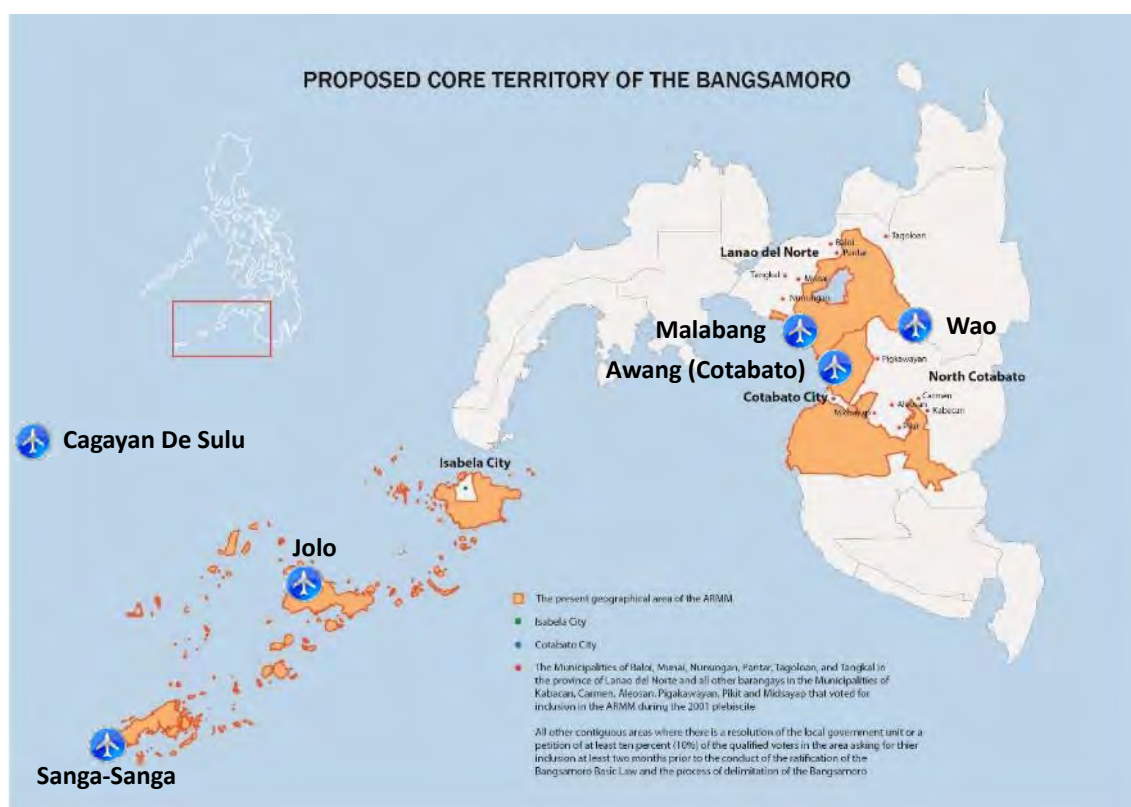 PROPOSED CORE TERRITORY OF THE BANGSAMORO
Tagoloan
Baloi
Lanao del Norte
Pantar
Tangkal
Munai
Nunungan
Malabang
Wao
Awang (Cotabato)
Pigkawayan
North Cotabato
Cotabato City
Carmen
Aleosan
Midsayap
Kabacan
Pikit
Cagayan De Sulu
Isabela City
Jolo
The present geographical area of the ARMM
Isabela City
Cotabato City
The Municipalities of Baloi, Munai, Nunungan, Pantar, Tagoloan, and Tangkal in
the province of Lanao del Norte and all other barangays in the Municipalities of
Kabacan, Carmen, Aleosan, Pigakawayan, Pikit and Midsayap that voted for
inclusion in the ARMM during the 2001 plebiscite
All other contiguous areas where there is a resolution of the local government unit or a
petition of at least ten percent (10%) of the qualified voters in the area asking for thier
inclusion at least two months prior to the conduct of the ratification of the
Bangsamoro Basic Law and the process of delimitation of the Bangsamoro
Sanga-Sanga